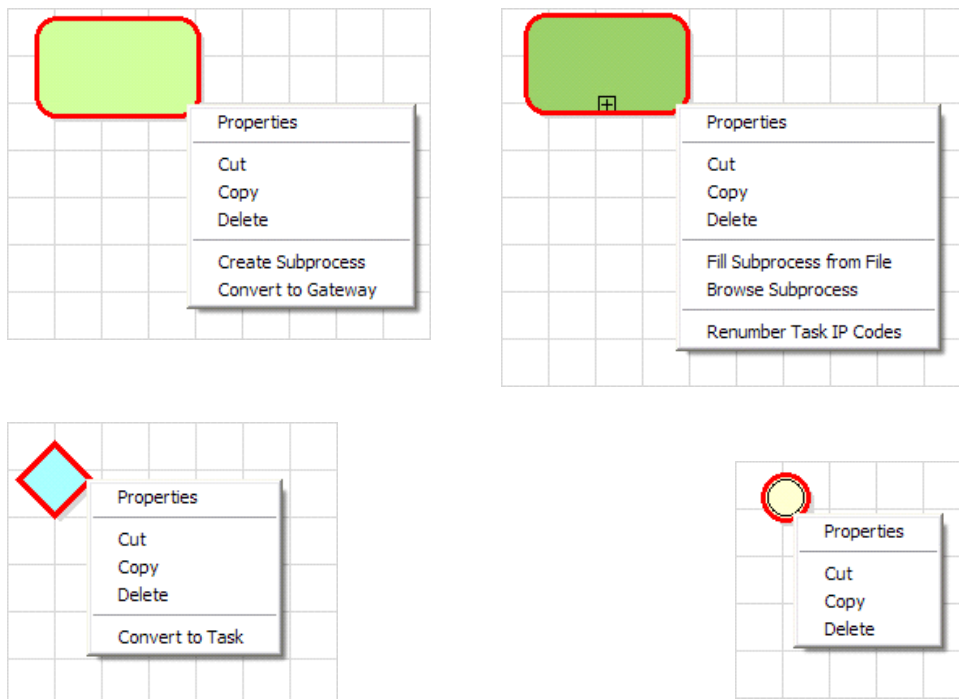 Properties
Cut
Copy
Delete
Create Subprocess
Convert to Gateway
Properties
Cut
Copy
Delete
Fill Subprocess from File
Browse Subprocess
Renumber Task IP Codes
Properties
Cut
Copy
Delete
Convert to Task
Properties
Cut
Copy
Delete